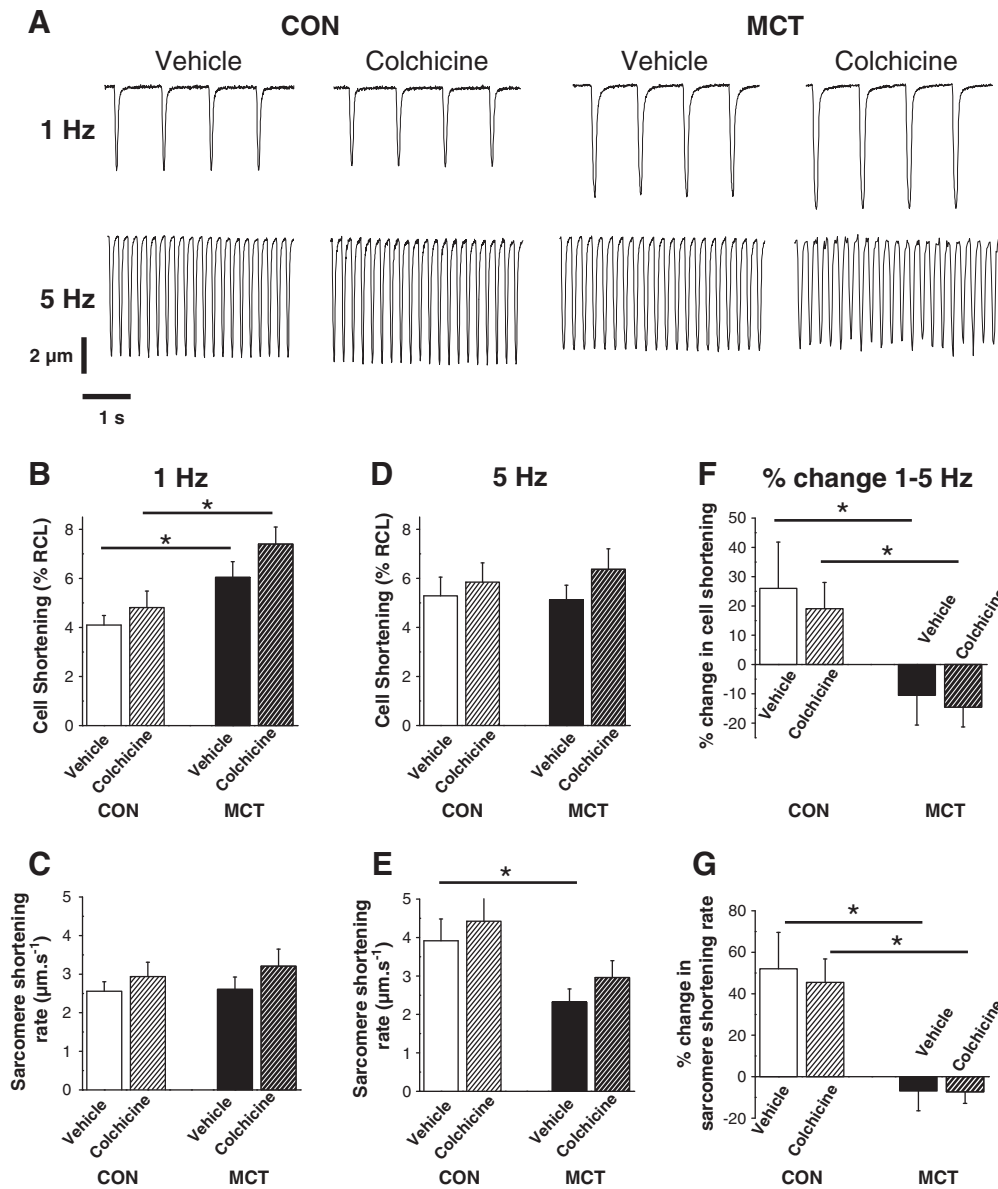 A
CON
MCT
Vehicle
Colchicine
Vehicle
Colchicine
1 Hz
5 Hz
2 µm
1 s
B
1 Hz
Cell Shortening (% RCL)
8
6
4
2
0
Vehicle
Colchicine
Vehicle
Colchicine
CON
MCT
*
*
D
5 Hz
Cell Shortening (% RCL)
8
6
4
2
0
Vehicle
Colchicine
Vehicle
Colchicine
CON
MCT
F
% change 1-5 Hz
% change in cell shortening
50
40
30
20
10
0
-10
-20
*
*
Vehicle
Colchicine
Vehicle
Colchicine
CON
MCT
C
Sarcomere shortening
rate (µm.s-1)
5
4
3
2
1
0
Vehicle
Colchicine
Vehicle
Colchicine
CON
MCT
E
Sarcomere shortening
rate (µm.s-1)
5
4
3
2
1
0
*
Vehicle
Colchicine
Vehicle
Colchicine
CON
MCT
G
% change in
sarcomere shortening rate
80
60
40
20
0
-20
*
*
Vehicle
Colchicine
Vehicle
Colchicine
CON
MCT